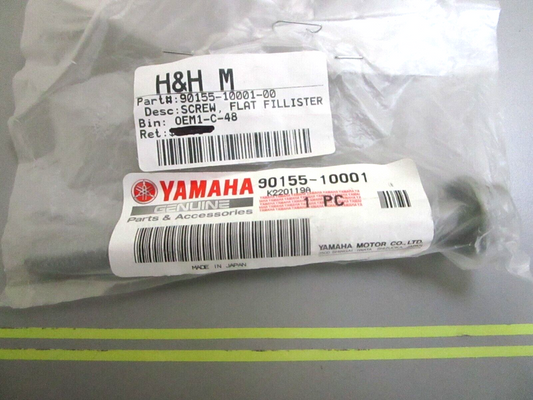 H&H M
Part#:90155-10001-00
Desc:SCREW, FLAT FILLISTER
Bin: OEM1-C-48
Ret:
YAMAHA 90155-10001
K220119A
GENUINE
Parts & Accessories
1 PC
YAMAHA MOTOR CO.,LTD.
MADE IN JAPAN